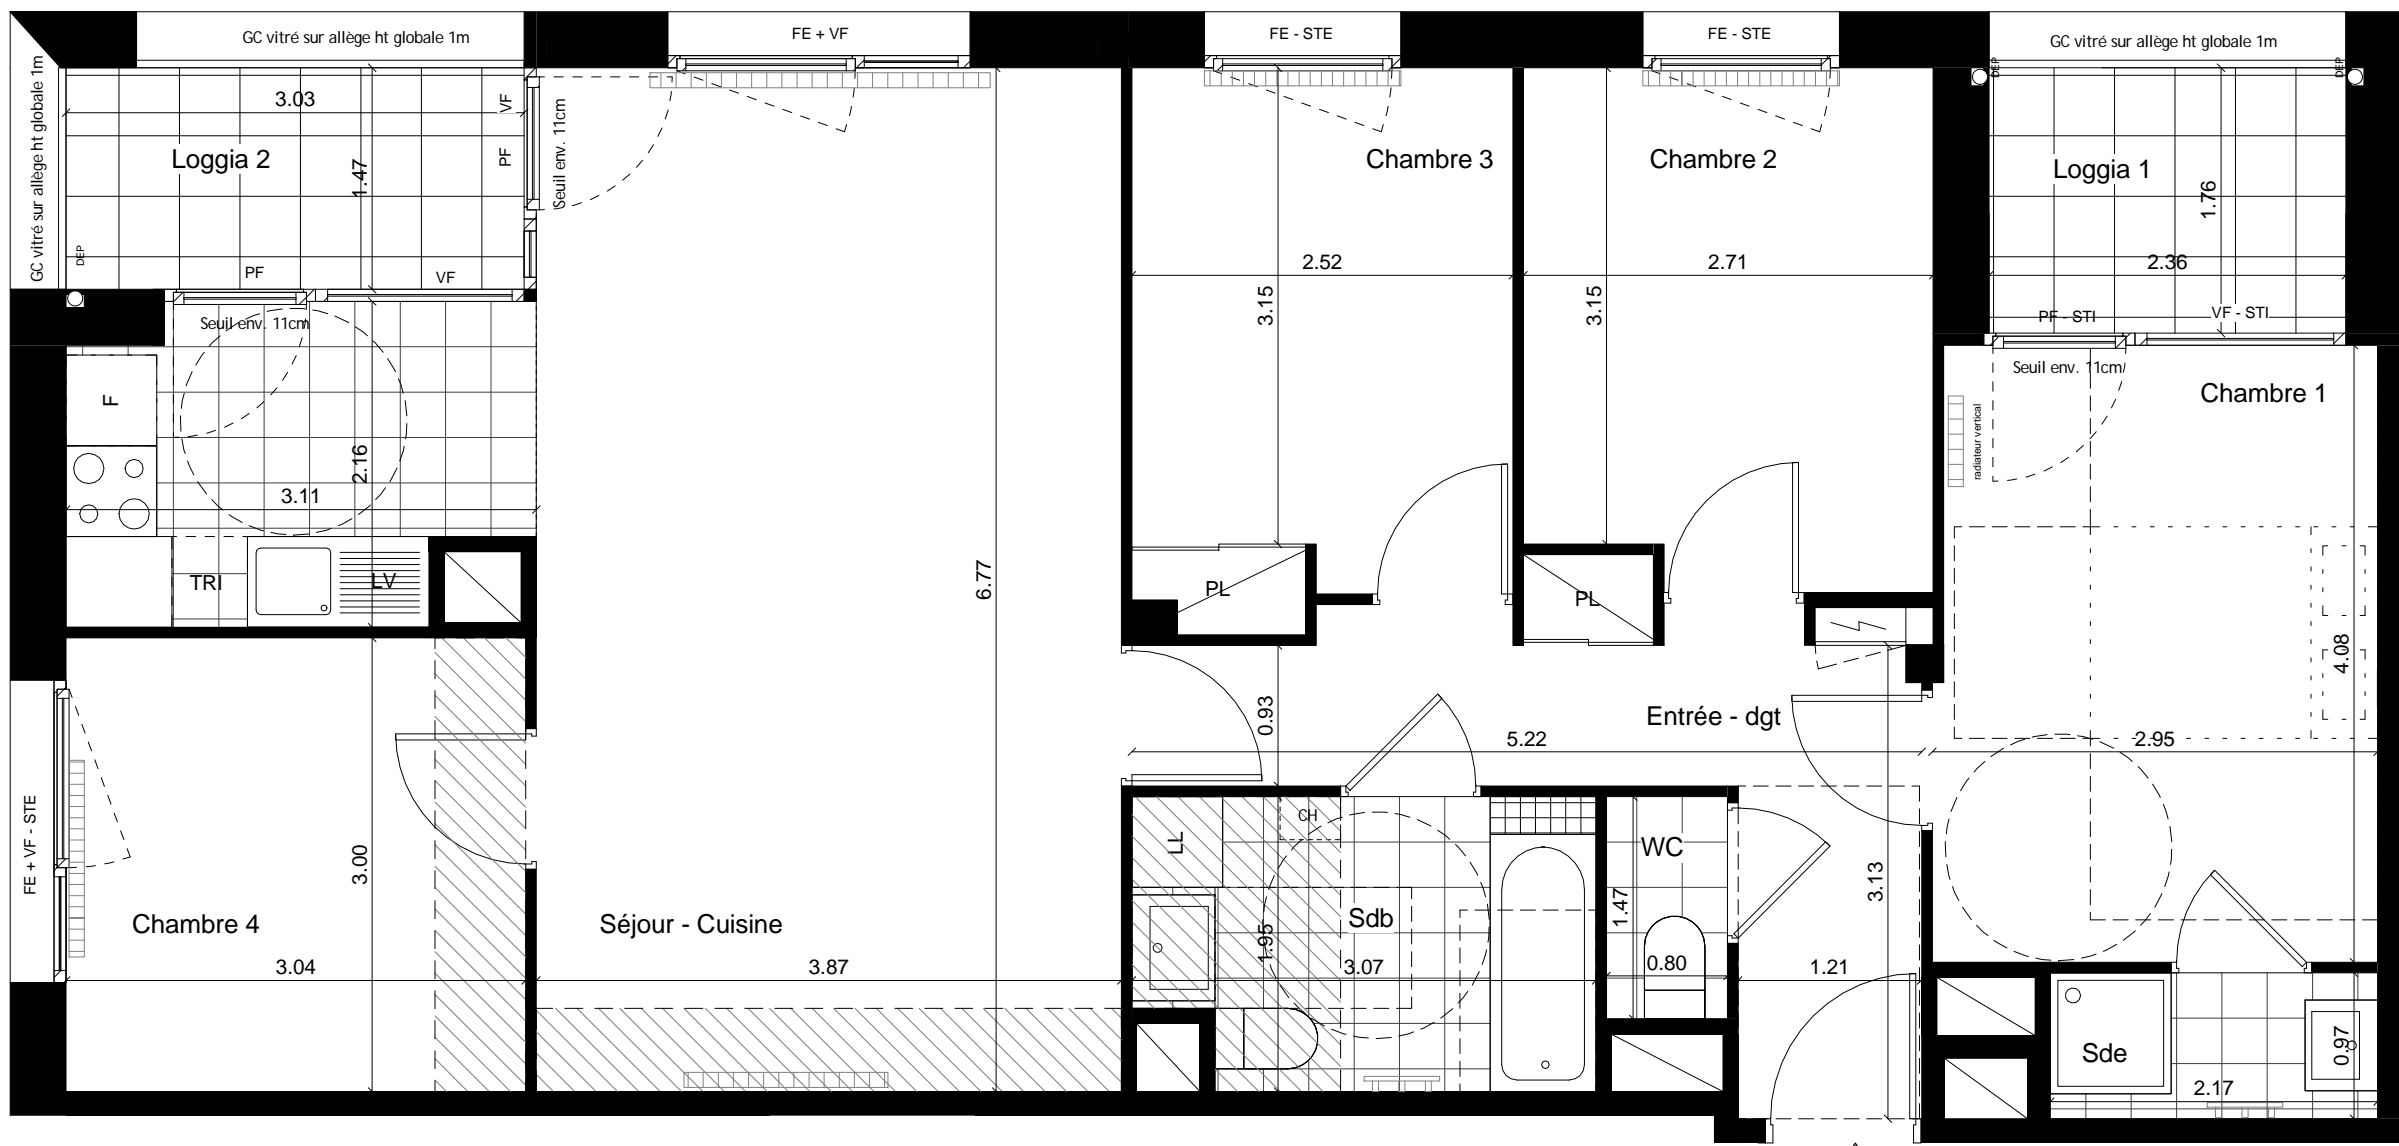 GC vitré sur allège ht globale 1m
FE + VF
FE - STE
FE - STE
GC vitré sur allège ht globale 1m
GC vitré sur allège ht globale 1m
3.03
Loggia 2
1.47
VF
PF
Seuil env. 11cm
DEP
PF
VF
Seuil env. 11cm
Chambre 3
2.52
3.15
Chambre 2
2.71
3.15
DEP
DEP
Loggia 1
1.76
2.36
PF - STI
VF - STI
Seuil env. 11cm
Chambre 1
radiateur vertical
F
2.16
3.11
TRI
LV
6.77
PL
PL
4.08
0.93
Entrée - dgt
5.22
2.95
FE + VF - STE
3.00
Chambre 4
3.04
Séjour - Cuisine
3.87
LL
CH
Sdb
1.95
3.07
WC
1.47
0.80
3.13
1.21
Sde
0.97
2.17